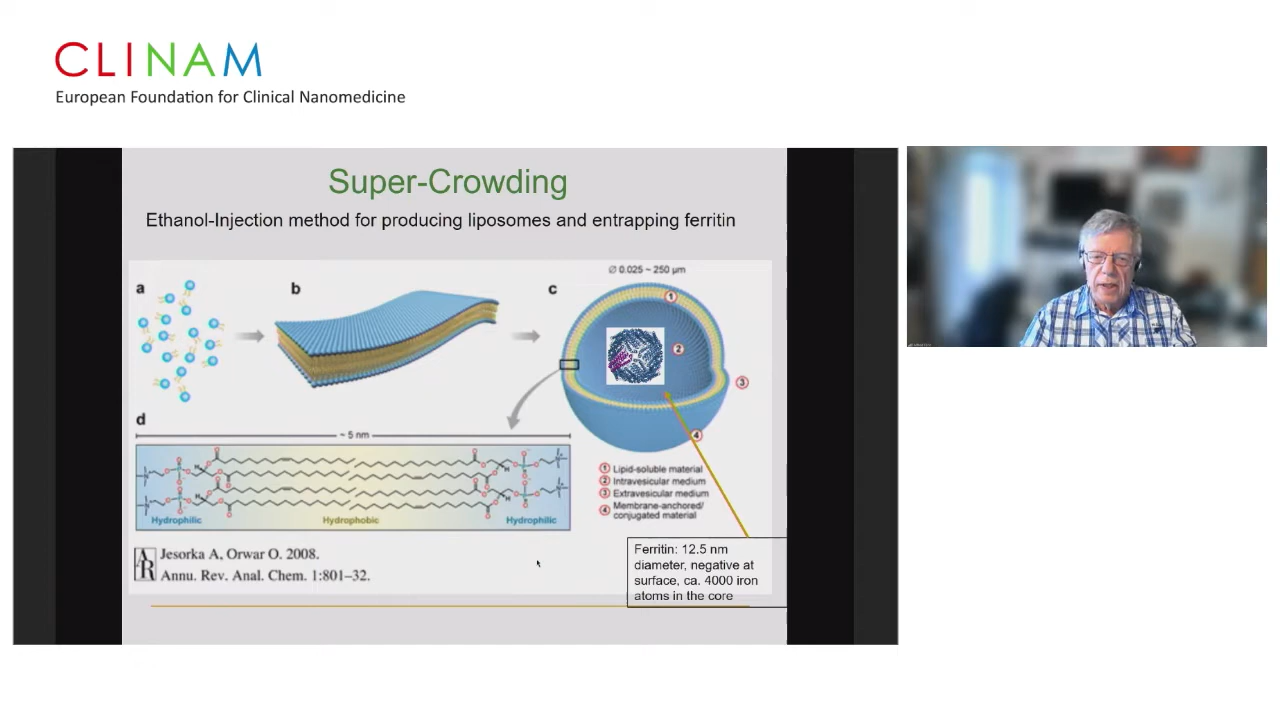 CLINAM
European Foundation for Clinical Nanomedicine
Super-Crowding
Ethanol-Injection method for producing liposomes and entrapping ferritin
a
b
c
Ø 0.025 ~ 250 µm
1
2
3
4
d
~ 5 nm
Hydrophilic
Hydrophobic
Hydrophilic
1 Lipid-soluble material
2 Intravesicular medium
3 Extravesicular medium
4 Membrane-anchored/
conjugated material
AR
Jesorka A, Orwar O. 2008.
Annu. Rev. Anal. Chem. 1:801–32.
Ferritin: 12.5 nm
diameter, negative at
surface, ca. 4000 iron
atoms in the core